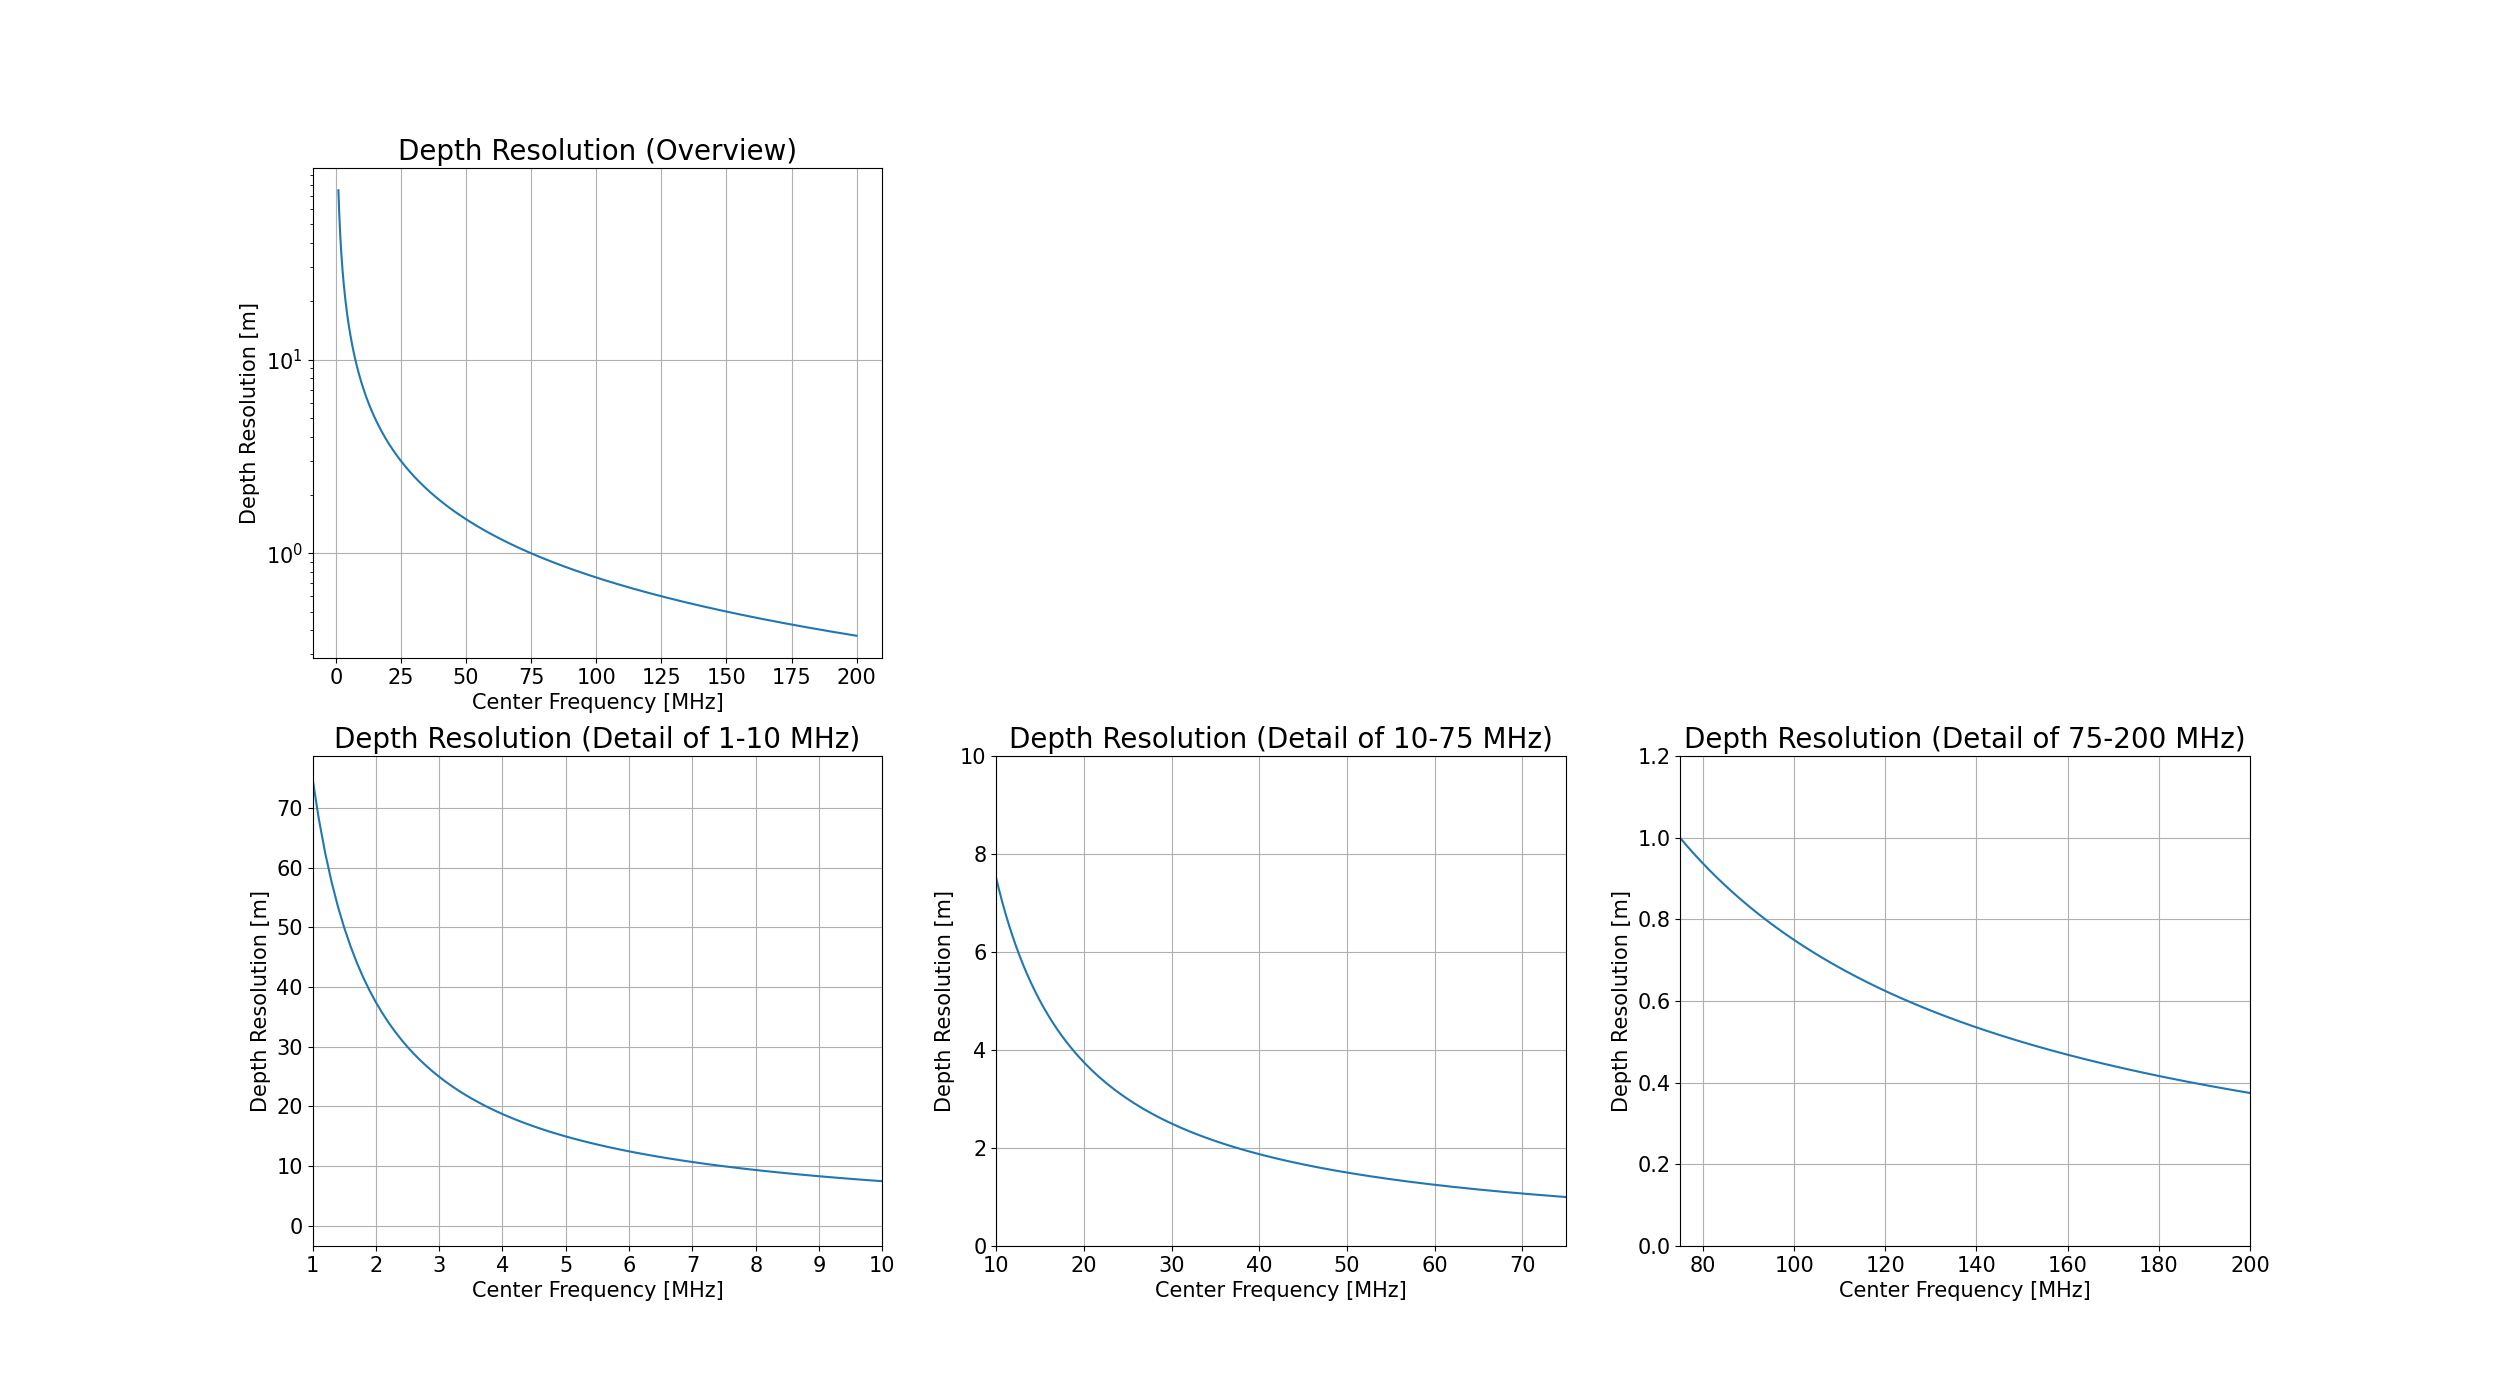 Depth Resolution (Overview)
Depth Resolution [m]
10¹
10⁰
0 25 50 75 100 125 150 175 200
Center Frequency [MHz]
Depth Resolution (Detail of 1-10 MHz)
Depth Resolution [m]
70
60
50
40
30
20
10
0
1 2 3 4 5 6 7 8 9 10
Center Frequency [MHz]
Depth Resolution (Detail of 10-75 MHz)
Depth Resolution [m]
10
8
6
4
2
0
10 20 30 40 50 60 70
Center Frequency [MHz]
Depth Resolution (Detail of 75-200 MHz)
Depth Resolution [m]
1.2
1.0
0.8
0.6
0.4
0.2
0.0
80 100 120 140 160 180 200
Center Frequency [MHz]